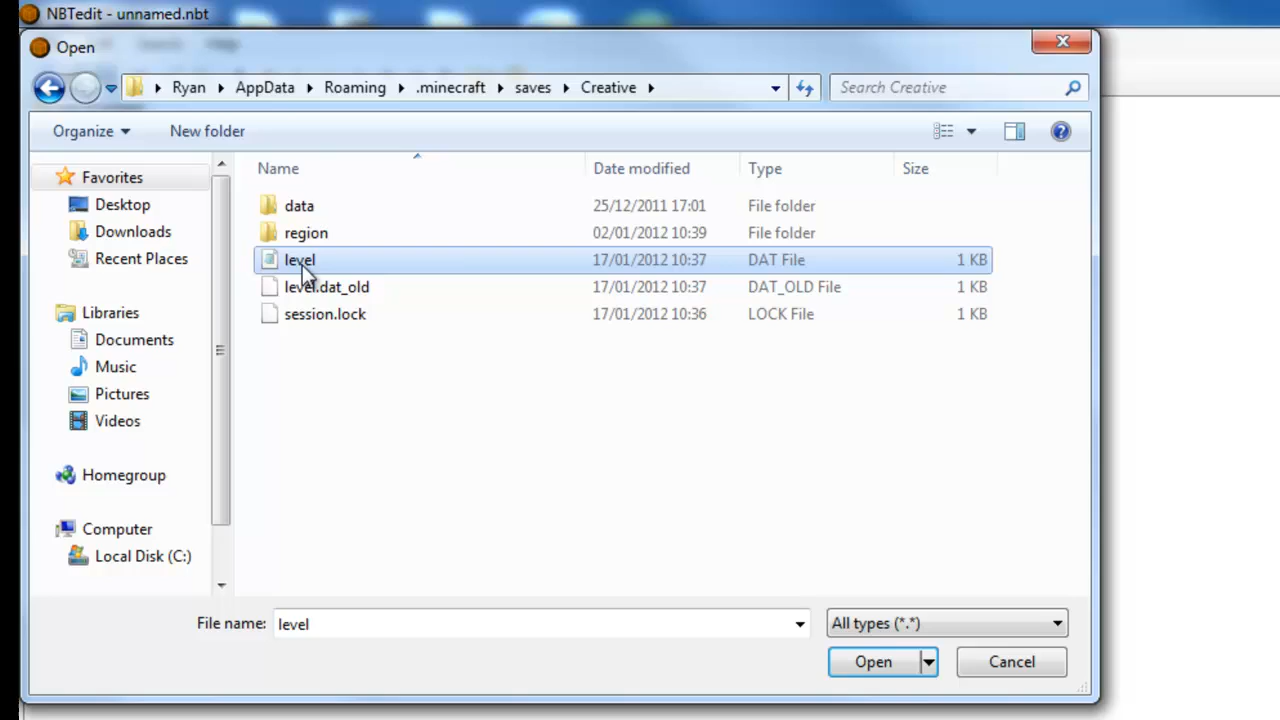 NBTedit - unnamed.nbt
Open
Ryan AppData Roaming .minecraft saves Creative Search Creative
Organize New folder
Name Date modified Type Size
Favorites
Desktop
Downloads
Recent Places
Libraries
Documents
Music
Pictures
Videos
Homegroup
Computer
Local Disk (C:)
data 25/12/2011 17:01 File folder
region 02/01/2012 10:39 File folder
level 17/01/2012 10:37 DAT File 1 KB
level.dat_old 17/01/2012 10:37 DAT_OLD File 1 KB
session.lock 17/01/2012 10:36 LOCK File 1 KB
File name: level All types (*.*)
Open Cancel